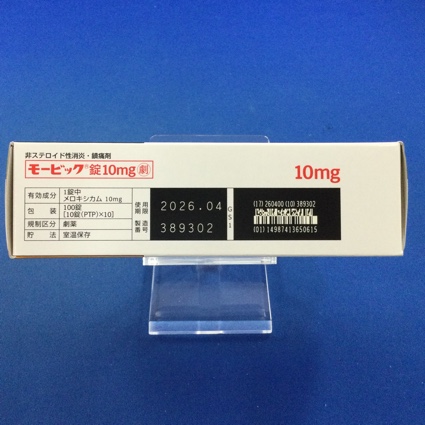 非ステロイド性消炎・鎮痛剤
モービック®錠10mg 劇
10mg
有効成分 1錠中
メロキシカム 10mg
包装 100錠
[10錠(PTP)×10]
規制区分 劇薬
貯法 室温保存
使用期限 2026.04
製造番号 389302
GS1
(17) 260400 (10) 389302
(01) 14987413650615